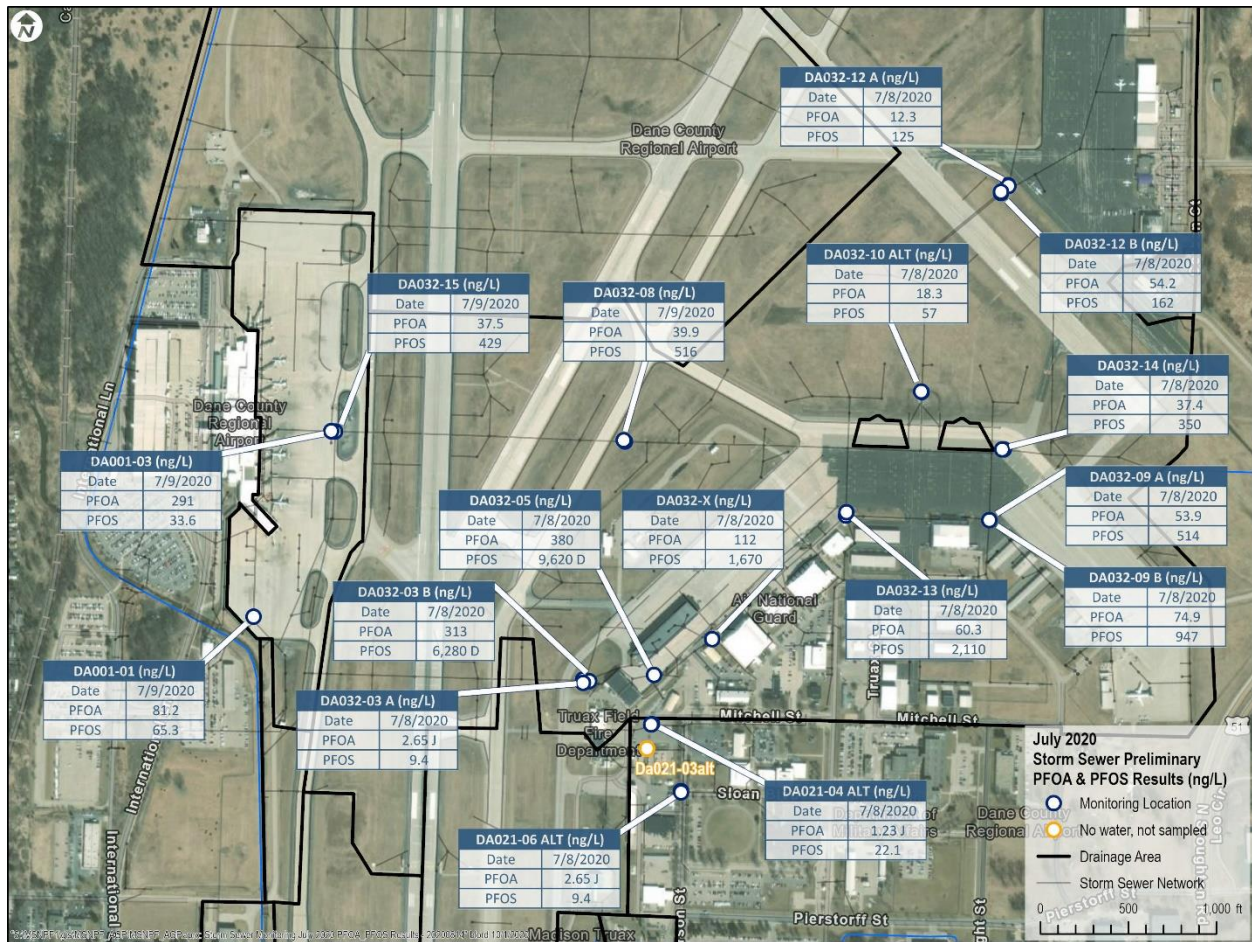 N
DA032-12 A (ng/L)
Date 7/8/2020
PFOA 12.3
PFOS 125
Dane County
Regional Airport
DA032-12 B (ng/L)
Date 7/8/2020
PFOA 54.2
PFOS 162
DA032-10 ALT (ng/L)
Date 7/8/2020
PFOA 18.3
PFOS 57
DA032-15 (ng/L)
Date 7/9/2020
PFOA 37.5
PFOS 429
DA032-08 (ng/L)
Date 7/9/2020
PFOA 39.9
PFOS 516
DA032-14 (ng/L)
Date 7/8/2020
PFOA 37.4
PFOS 350
Dane County
Regional
Airport
DA001-03 (ng/L)
Date 7/9/2020
PFOA 291
PFOS 33.6
DA032-05 (ng/L)
Date 7/8/2020
PFOA 380
PFOS 9,620 D
DA032-X (ng/L)
Date 7/8/2020
PFOA 112
PFOS 1,670
DA032-09 A (ng/L)
Date 7/8/2020
PFOA 53.9
PFOS 514
DA032-09 B (ng/L)
Date 7/8/2020
PFOA 74.9
PFOS 947
DA032-03 B (ng/L)
Date 7/8/2020
PFOA 313
PFOS 6,280 D
Air National
Guard
DA032-13 (ng/L)
Date 7/8/2020
PFOA 60.3
PFOS 2,110
DA001-01 (ng/L)
Date 7/9/2020
PFOA 81.2
PFOS 65.3
DA032-03 A (ng/L)
Date 7/8/2020
PFOA 2.65 J
PFOS 9.4
Truax Field
Fire
Department
Mitchell St
Mitchell St
Da021-03alt
Sloan
DA021-04 ALT (ng/L)
Date 7/8/2020
PFOA 1.23 J
PFOS 22.1
DA021-06 ALT (ng/L)
Date 7/8/2020
PFOA 2.65 J
PFOS 9.4
Dane County
Regional Airport
International
International
Pierstorff St
Pierstorff St
Madison Truax
51
July 2020
Storm Sewer Preliminary
PFOA & PFOS Results (ng/L)
Monitoring Location
No water, not sampled
Drainage Area
Storm Sewer Network
0 500 1,000 ft